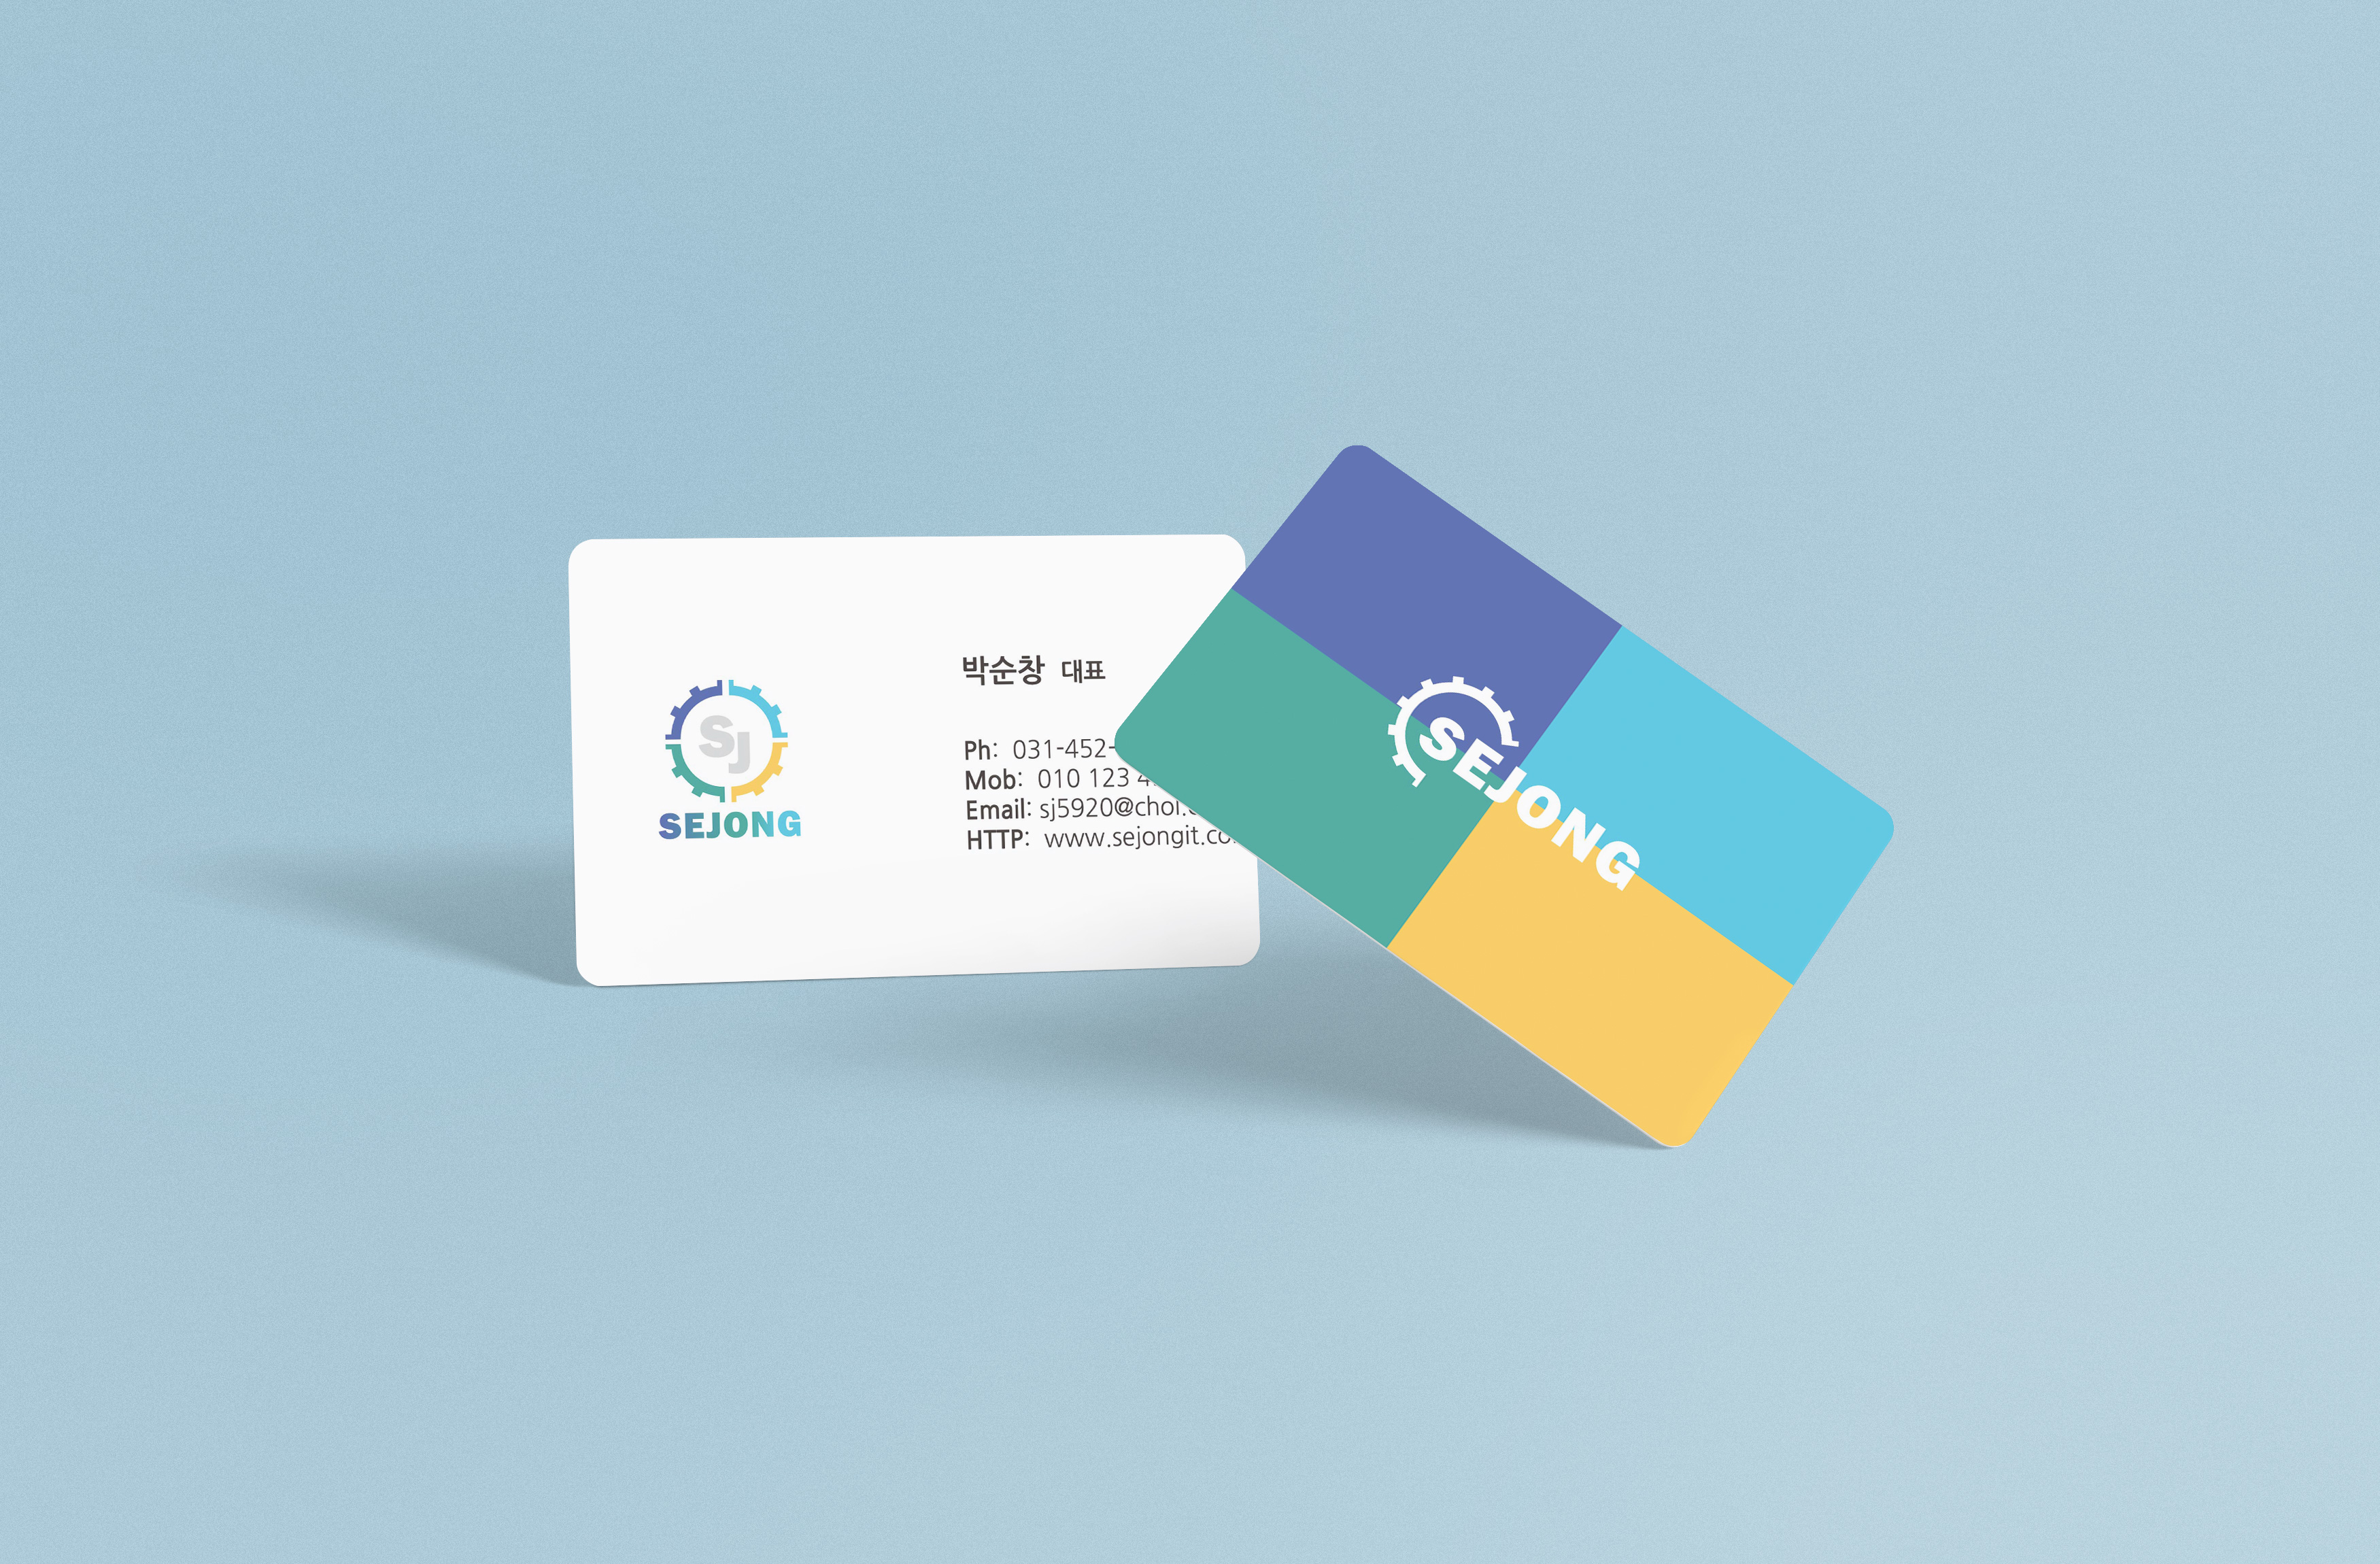 SJ
SEJONG
박순창 대표
Ph: 031-452-
Mob: 010 123
Email: sj5920@choi.
HTTP: www.sejongit.co
SEJONG